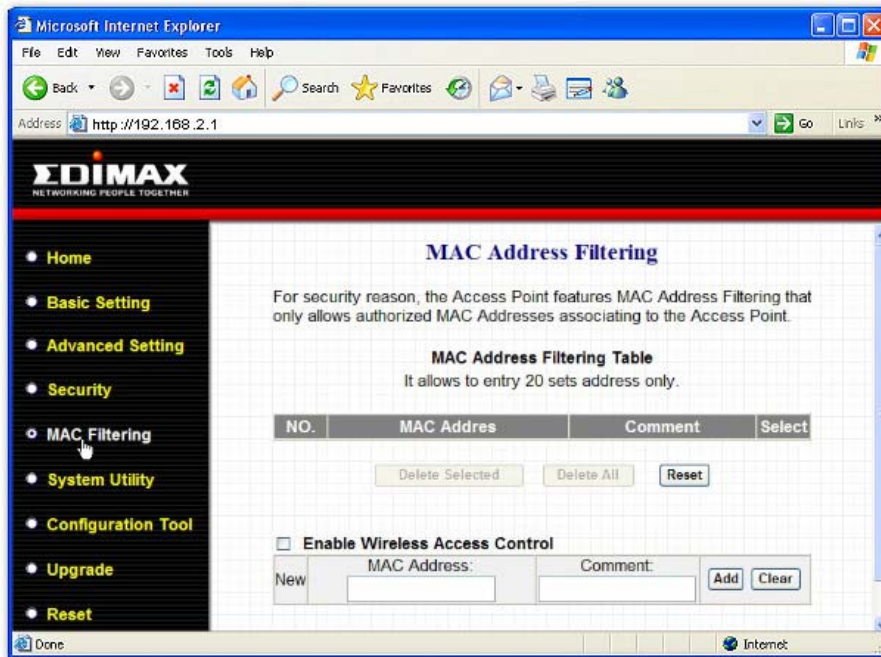 Microsoft Internet Explorer
File Edit View Favorites Tools Help
Back Search Favorites
Address http://192.168.2.1 Go Links »
EDIMAX
NETWORKING PEOPLE TOGETHER
Home
Basic Setting
Advanced Setting
Security
MAC Filtering
System Utility
Configuration Tool
Upgrade
Reset
MAC Address Filtering
For security reason, the Access Point features MAC Address Filtering that
only allows authorized MAC Addresses associating to the Access Point.
MAC Address Filtering Table
It allows to entry 20 sets address only.
NO. MAC Addres Comment Select
Delete Selected Delete All Reset
Enable Wireless Access Control
New MAC Address: Comment: Add Clear
Done Internet